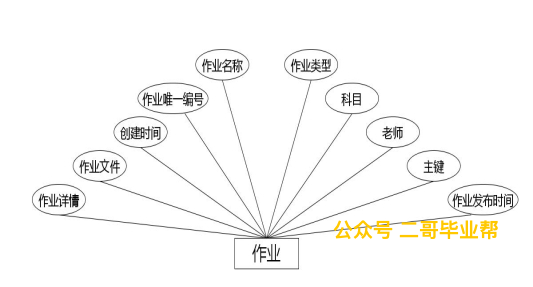 作业名称
作业类型
作业唯一编号
科目
创建时间
老师
作业文件
主键
作业详情
作业发布时间
公众号 二哥毕业帮
作业